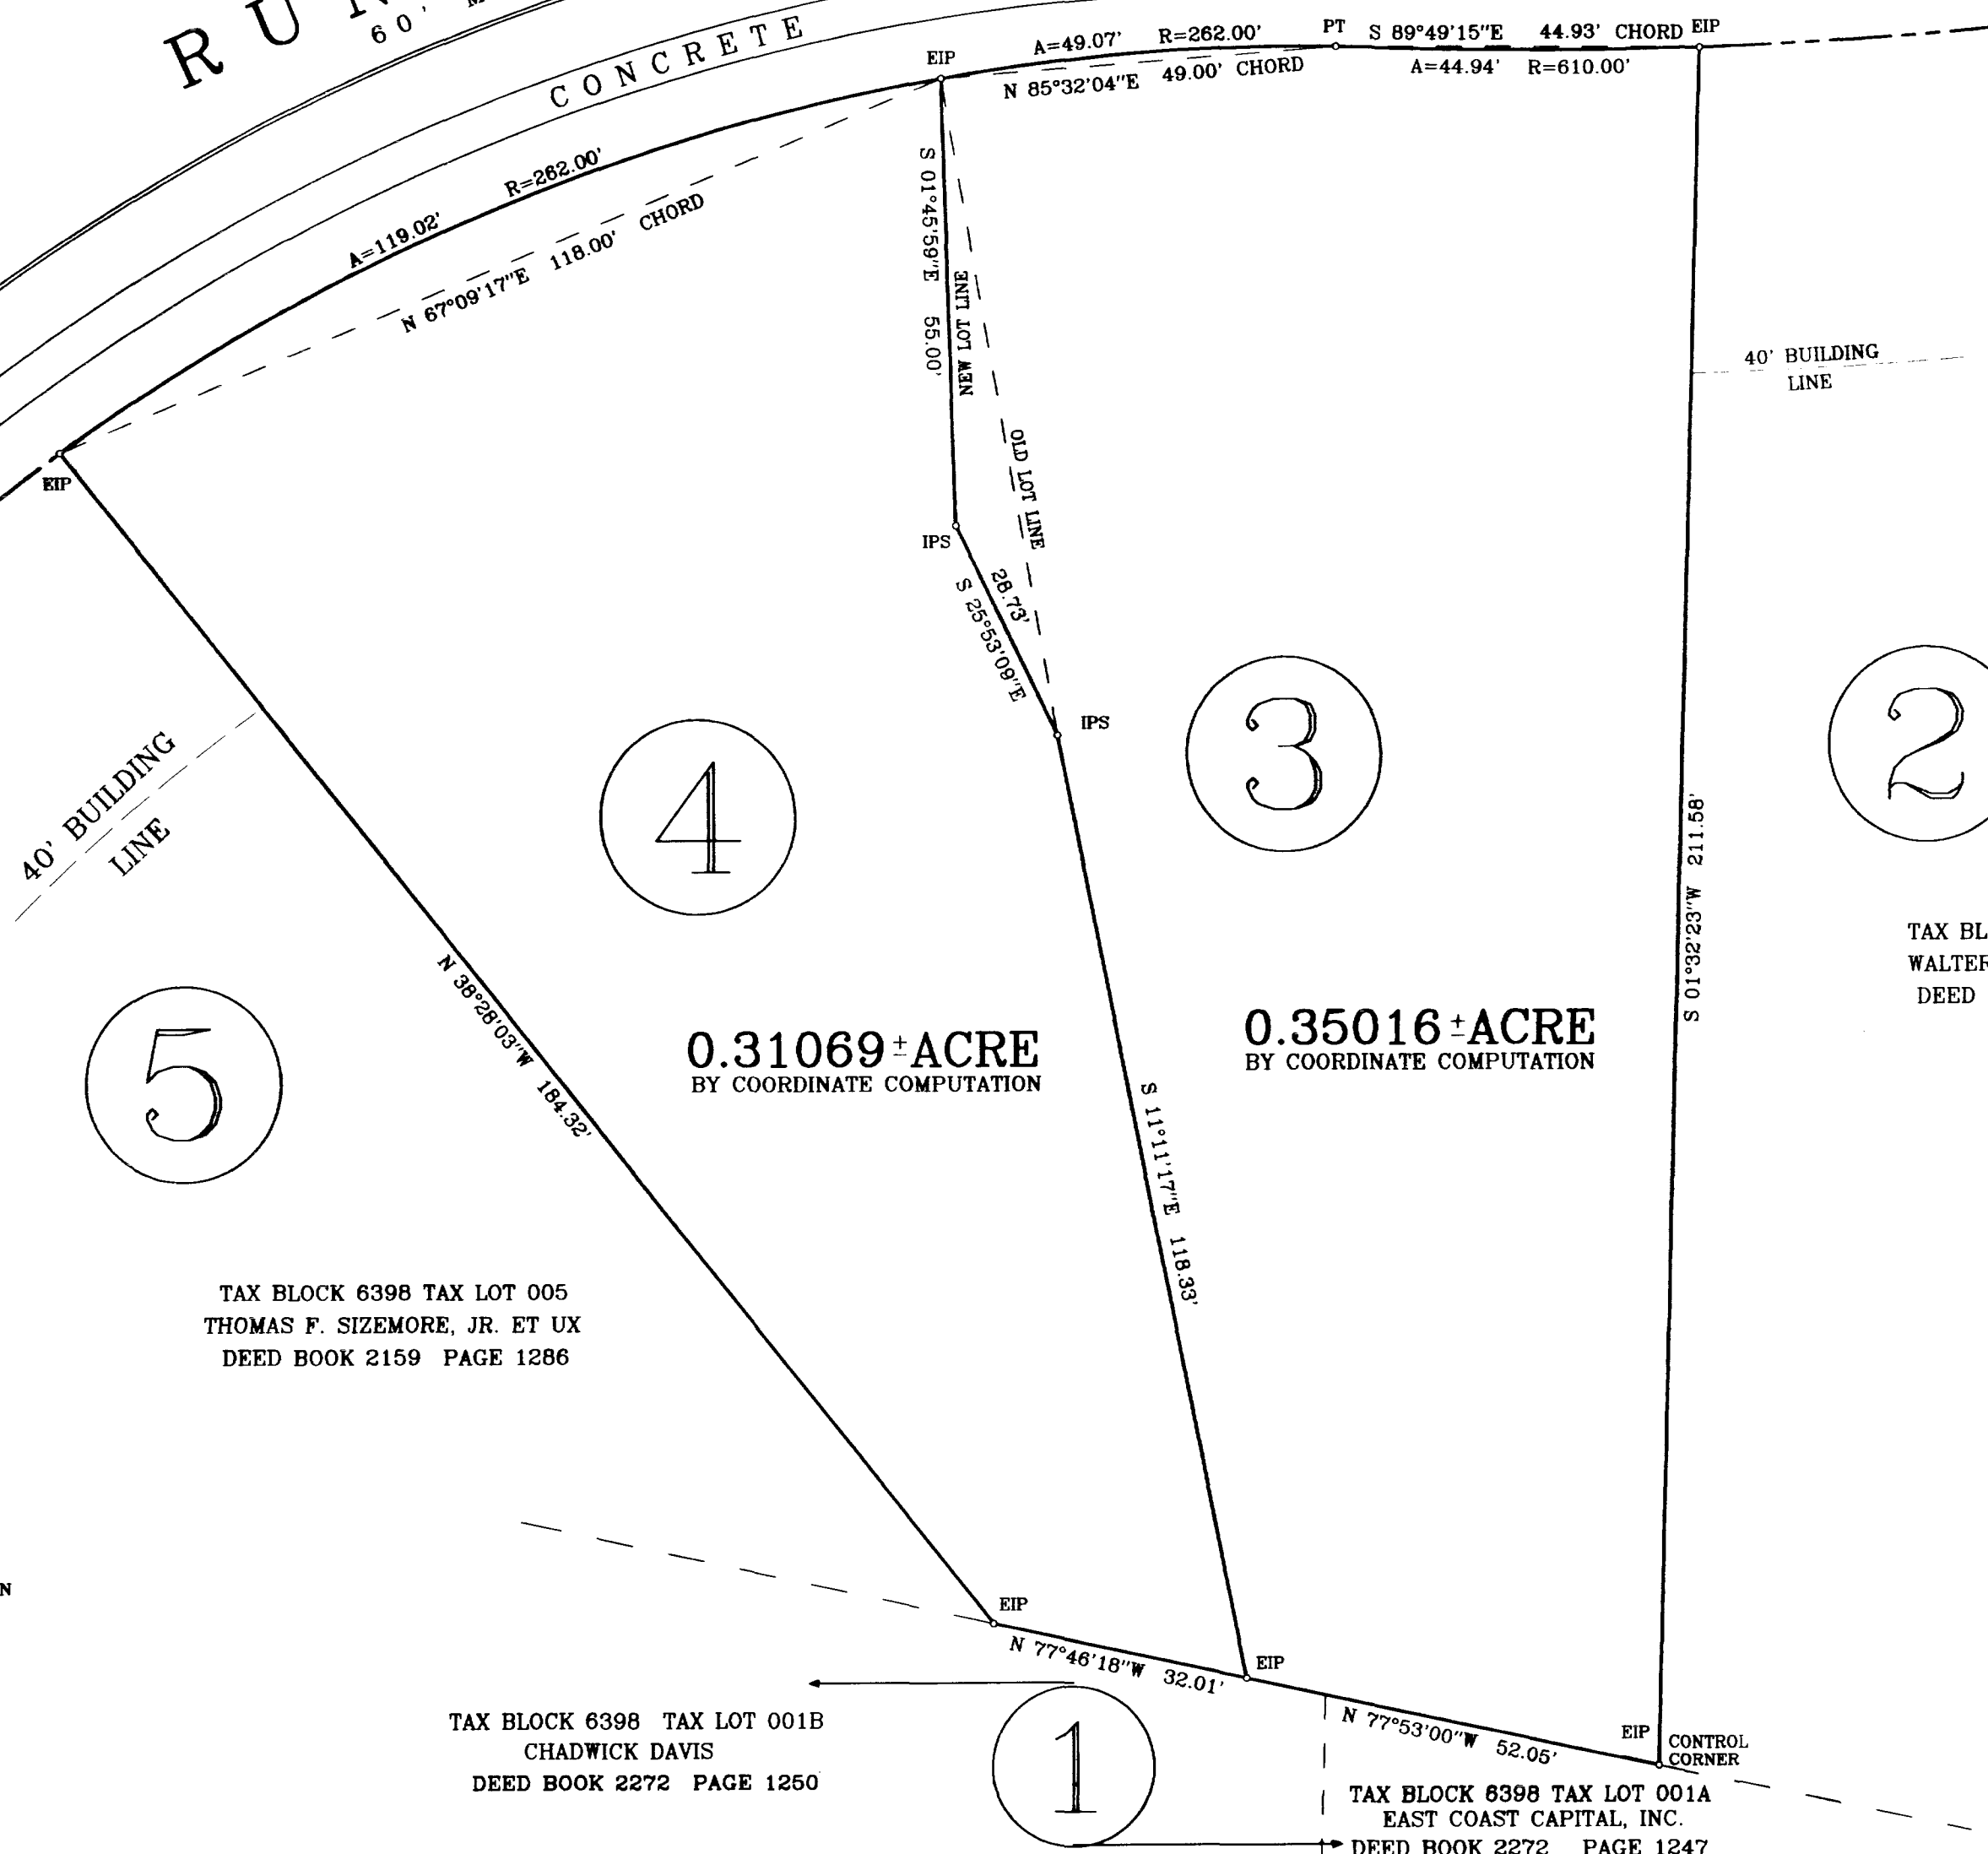 R U
60'
CONCRETE
EIP
A=49.07' R=262.00'
PT
S 89°49'15"E 44.93' CHORD
EIP
N 85°32'04"E 49.00' CHORD
A=44.94' R=610.00'
A=119.02' R=262.00'
N 67°09'17"E 118.00' CHORD
S 01°45'59"E 55.00'
NEW LOT LINE
OLD LOT LINE
40' BUILDING
LINE
EIP
IPS
28.73'
S 25°53'09"E
IPS
4
3
2
40' BUILDING
LINE
S 01°32'23"W 211.58'
TAX BL
WALTER
DEED
N 38°28'03"W 184.32'
5
0.31069±ACRE
BY COORDINATE COMPUTATION
0.35016±ACRE
BY COORDINATE COMPUTATION
S 11°11'17"E 118.33'
TAX BLOCK 6398 TAX LOT 005
THOMAS F. SIZEMORE, JR. ET UX
DEED BOOK 2159 PAGE 1286
N
EIP
N 77°46'18"W 32.01'
EIP
N 77°53'00"W 52.05'
EIP
CONTROL
CORNER
TAX BLOCK 6398 TAX LOT 001B
CHADWICK DAVIS
DEED BOOK 2272 PAGE 1250
1
TAX BLOCK 6398 TAX LOT 001A
EAST COAST CAPITAL, INC.
DEED BOOK 2272 PAGE 1247